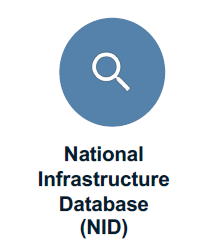 National
Infrastructure
Database
(NID)